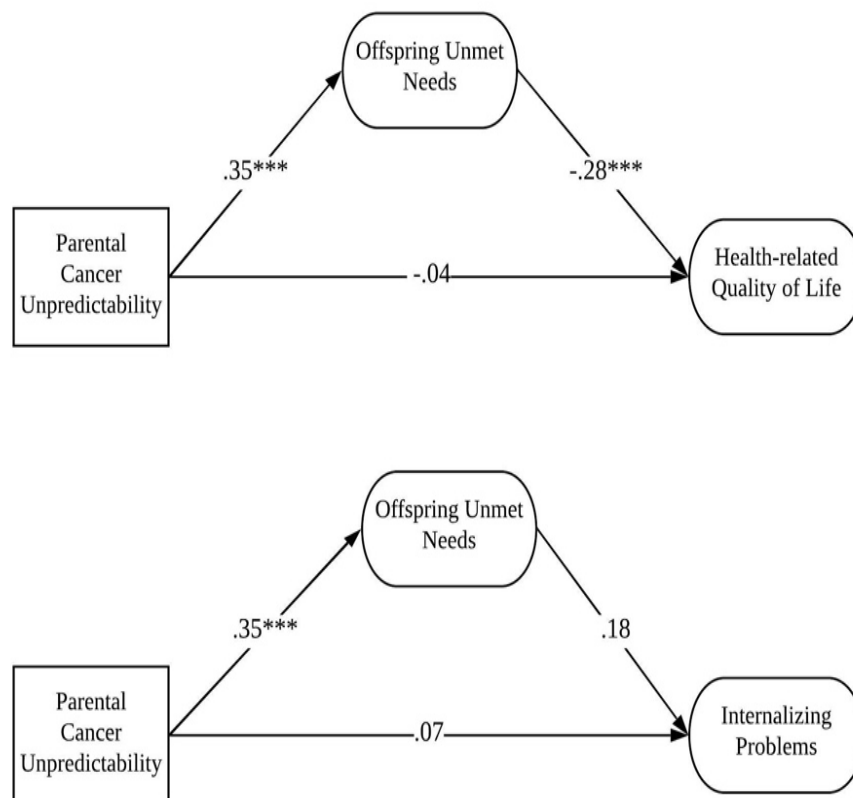 Offspring Unmet
Needs
.35***
-.28***
Parental
Cancer
Unpredictability
-.04
Health-related
Quality of Life
Offspring Unmet
Needs
.35***
.18
Parental
Cancer
Unpredictability
.07
Internalizing
Problems